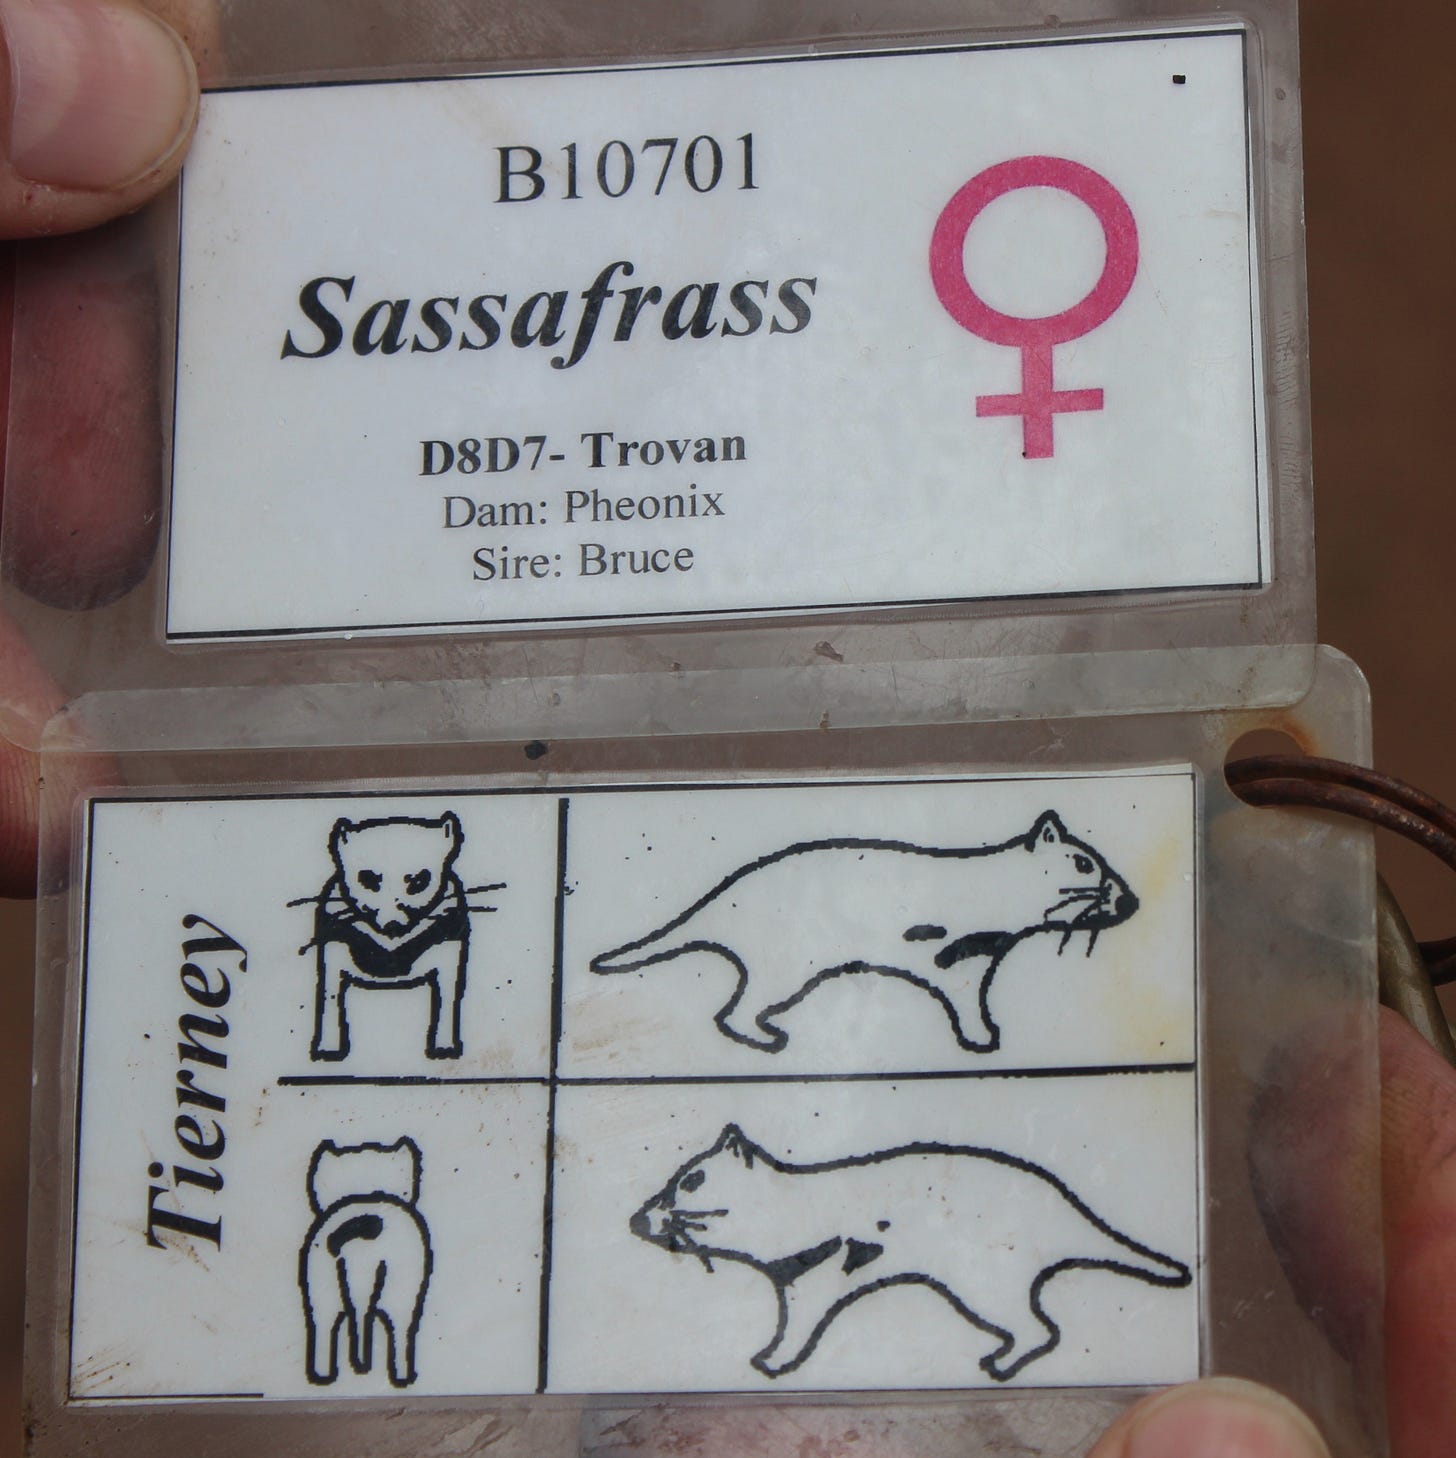 B10701
Sassafrass
D8D7- Trovan
Dam: Pheonix
Sire: Bruce
Tierney